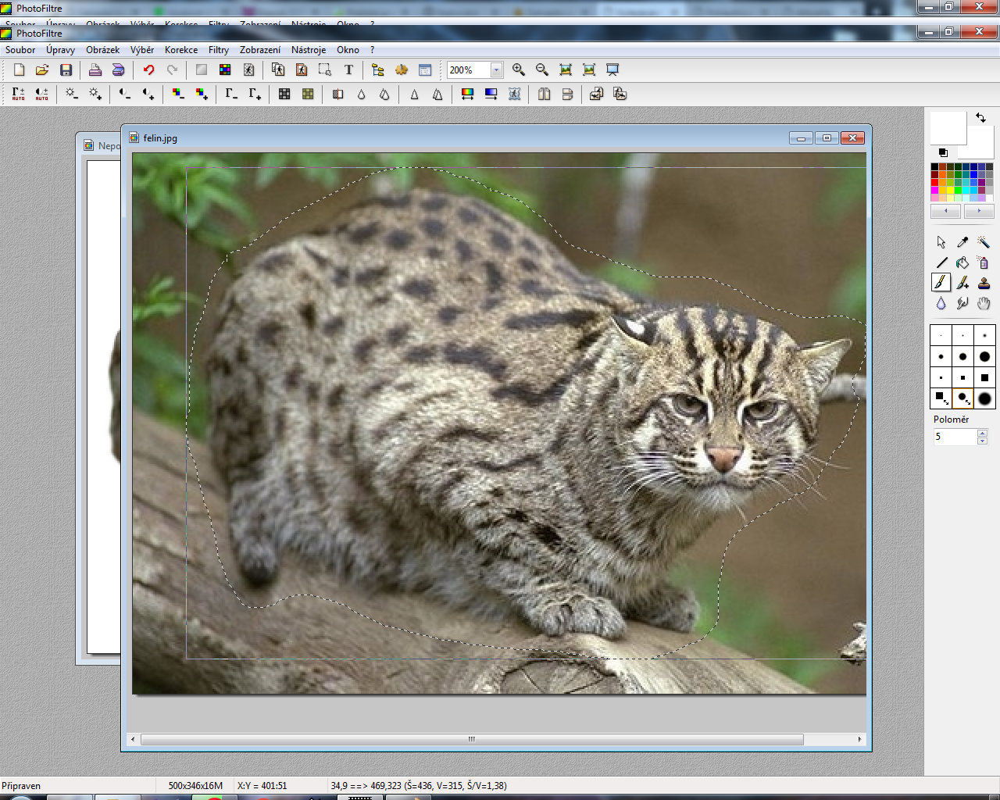 PhotoFiltre
Soubor Úpravy Obrázek Výběr Korekce Filtry Zobrazení Nástroje Okno ?
PhotoFiltre
Soubor Úpravy Obrázek Výběr Korekce Filtry Zobrazení Nástroje Okno ?
T 200%
AUTO AUTO
Nepo
felin.jpg
Poloměr
5
Připraven 500x346x16M X:Y = 401:51 34,9 ==> 469,323 (Š=436, V=315, Š/V=1,38)